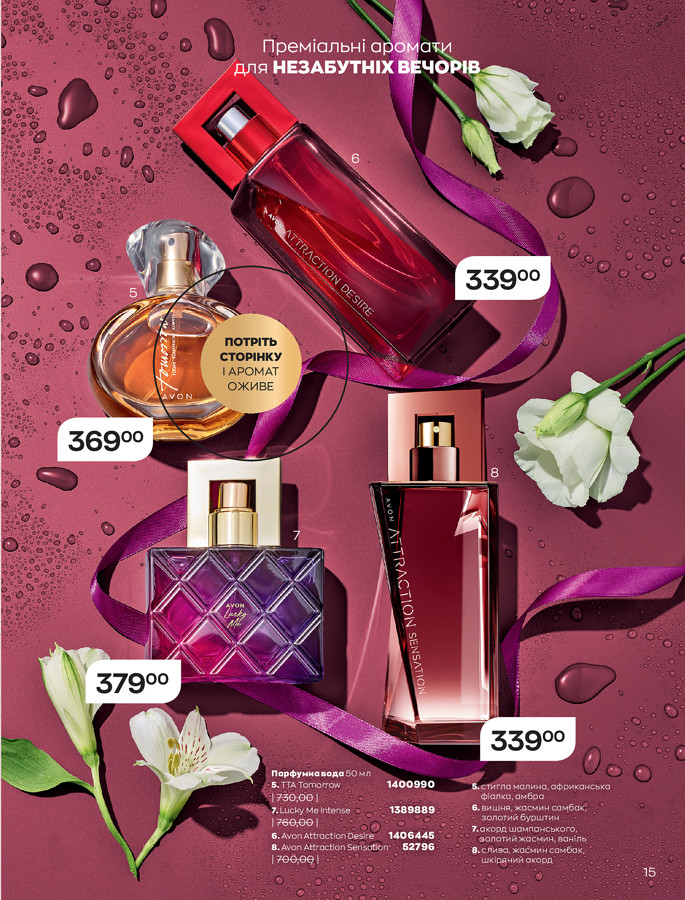 Преміальні аромати
для НЕЗАБУТНІХ ВЕЧОРІВ
6
AVON ATTRACTION DESIRE
339⁰⁰
5
Tomorrow
AVON
ПОТРІТЬ
СТОРІНКУ
І АРОМАТ
ОЖИВЕ
369⁰⁰
8
AVON ATTRACTION SENSATION
7
AVON
Lucky
Me
379⁰⁰
339⁰⁰
Парфумна вода 50 мл
5. TTA Tomorrow 1400990
| 730,00 |
7. Lucky Me Intense 1389889
| 760,00 |
6. Avon Attraction Desire 1406445
8. Avon Attraction Sensation 52796
| 700,00 |
5. стигла малина, африканська
фіалка, амбра
6. вишня, жасмин самбак,
золотий бурштин
7. акорд шампанського,
золотий жасмин, ваніль
8. слива, жасмин самбак,
шкіряний акорд
15